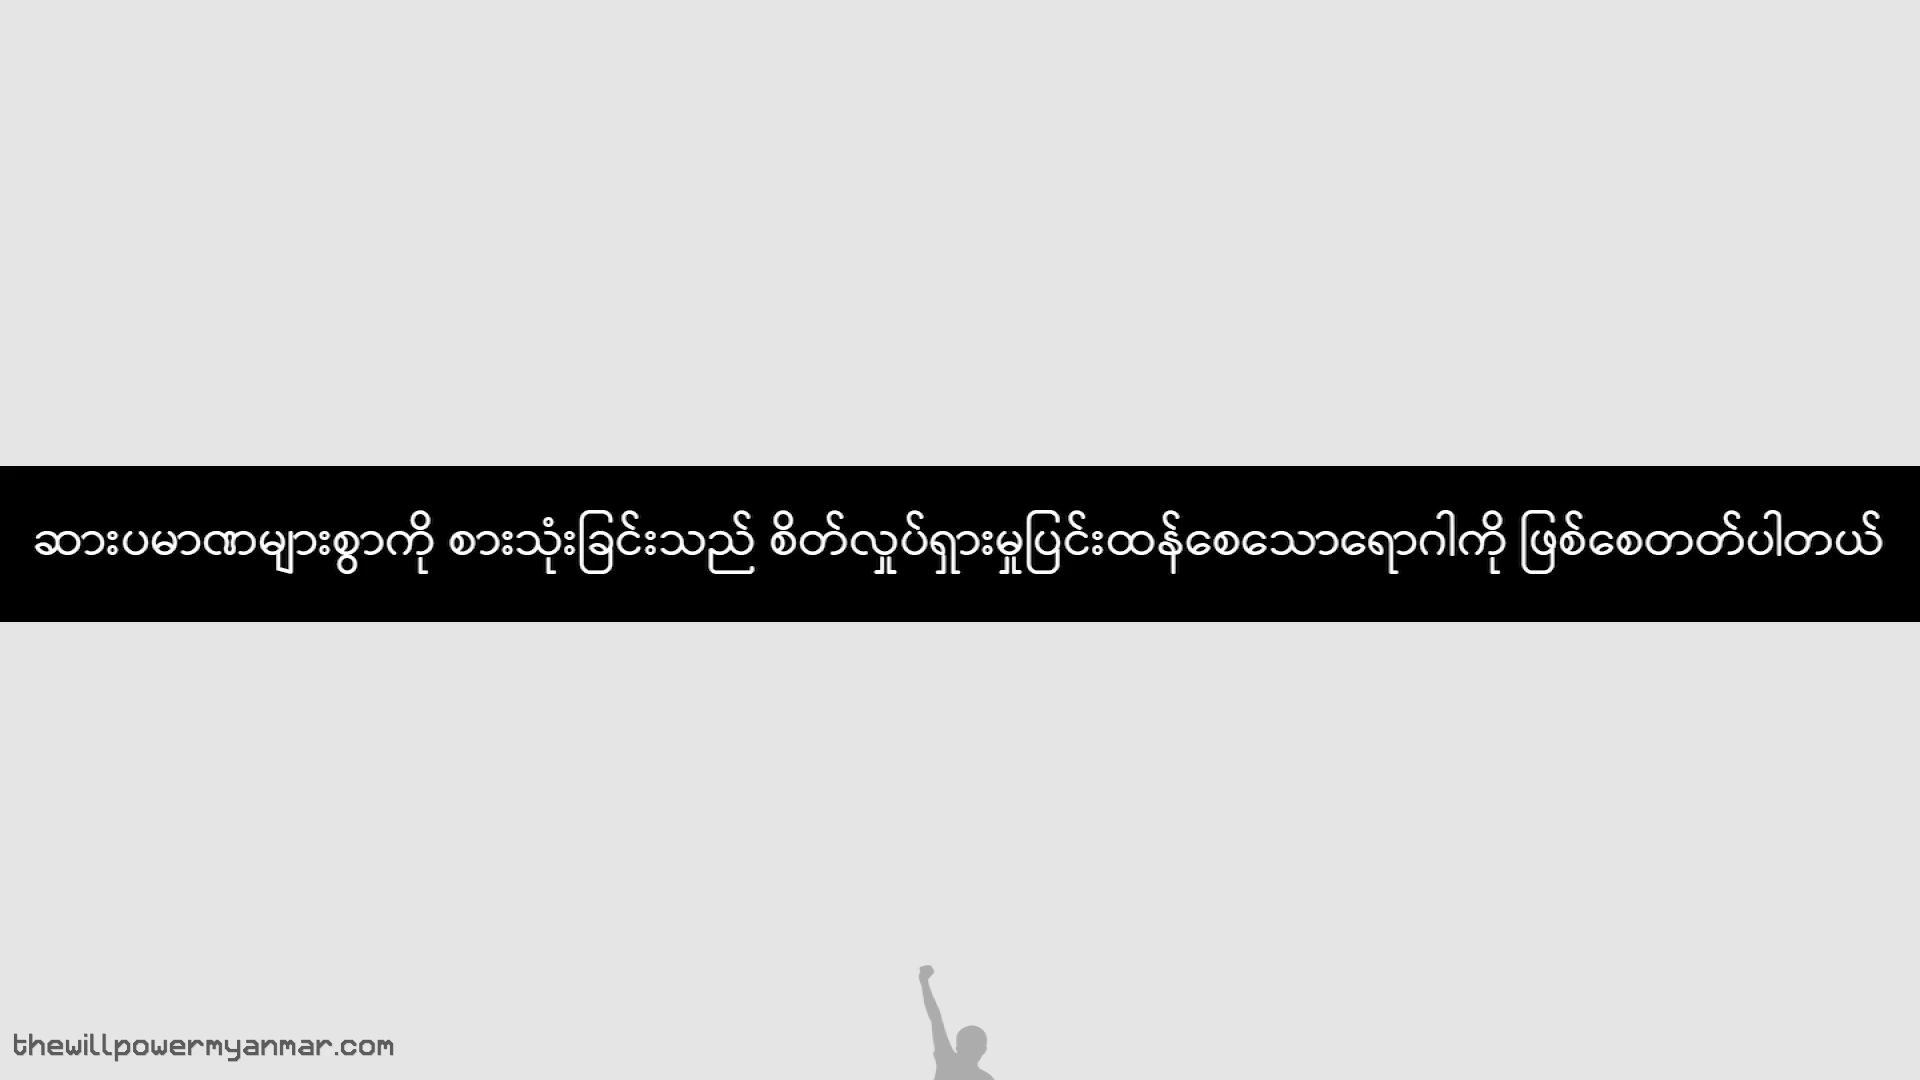 ဆားပမာဏများစွာကို စားသုံးခြင်းသည် စိတ်လှုပ်ရှားမှုပြင်းထန်စေသောရောဂါကို ဖြစ်စေတတ်ပါတယ်
thewillpowermyanmar.com